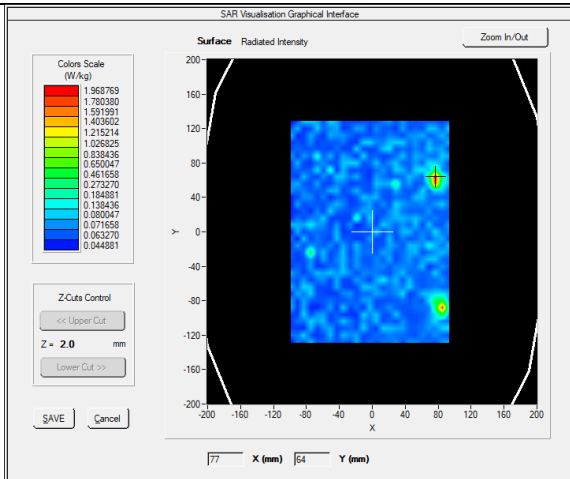 SAR Visualisation Graphical Interface
Surface Radiated Intensity
Zoom In/Out
Colors Scale
(W/kg)
1.968769
1.780380
1.591991
1.403602
1.215214
1.026825
0.838436
0.650047
0.461658
0.273270
0.184881
0.138436
0.080047
0.071658
0.063270
0.044881
Z-Cuts Control
<< Upper Cut
Z = 2.0 mm
Lower Cut >>
SAVE Cancel
200
160
120
80
40
0
-40
-80
-120
-160
-200
Y
-200 -160 -120 -80 -40 0 40 80 120 160 200
X
77 X (mm) 64 Y (mm)